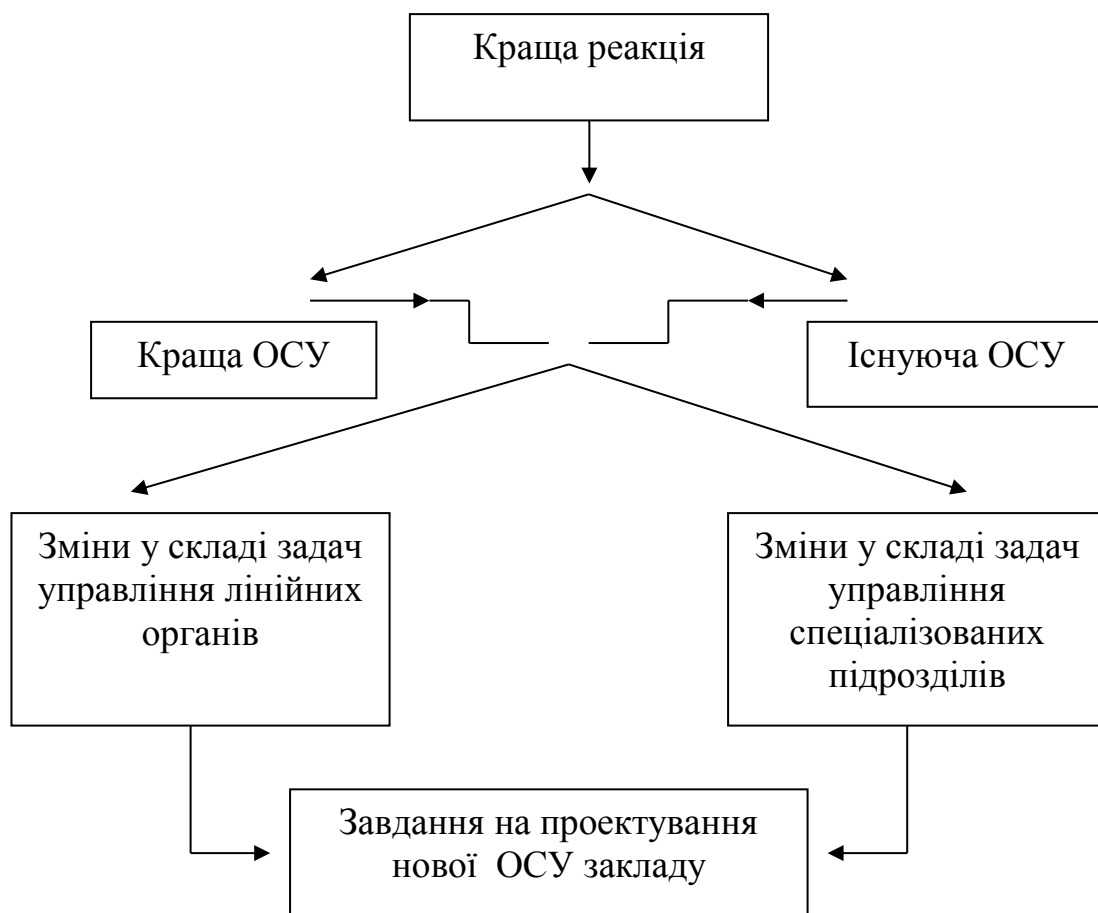 Краща реакція
Краща ОСУ
Існуюча ОСУ
Зміни у складі задач
управління лінійних
органів
Зміни у складі задач
управління
спеціалізованих
підрозділів
Завдання на проектування
нової ОСУ закладу